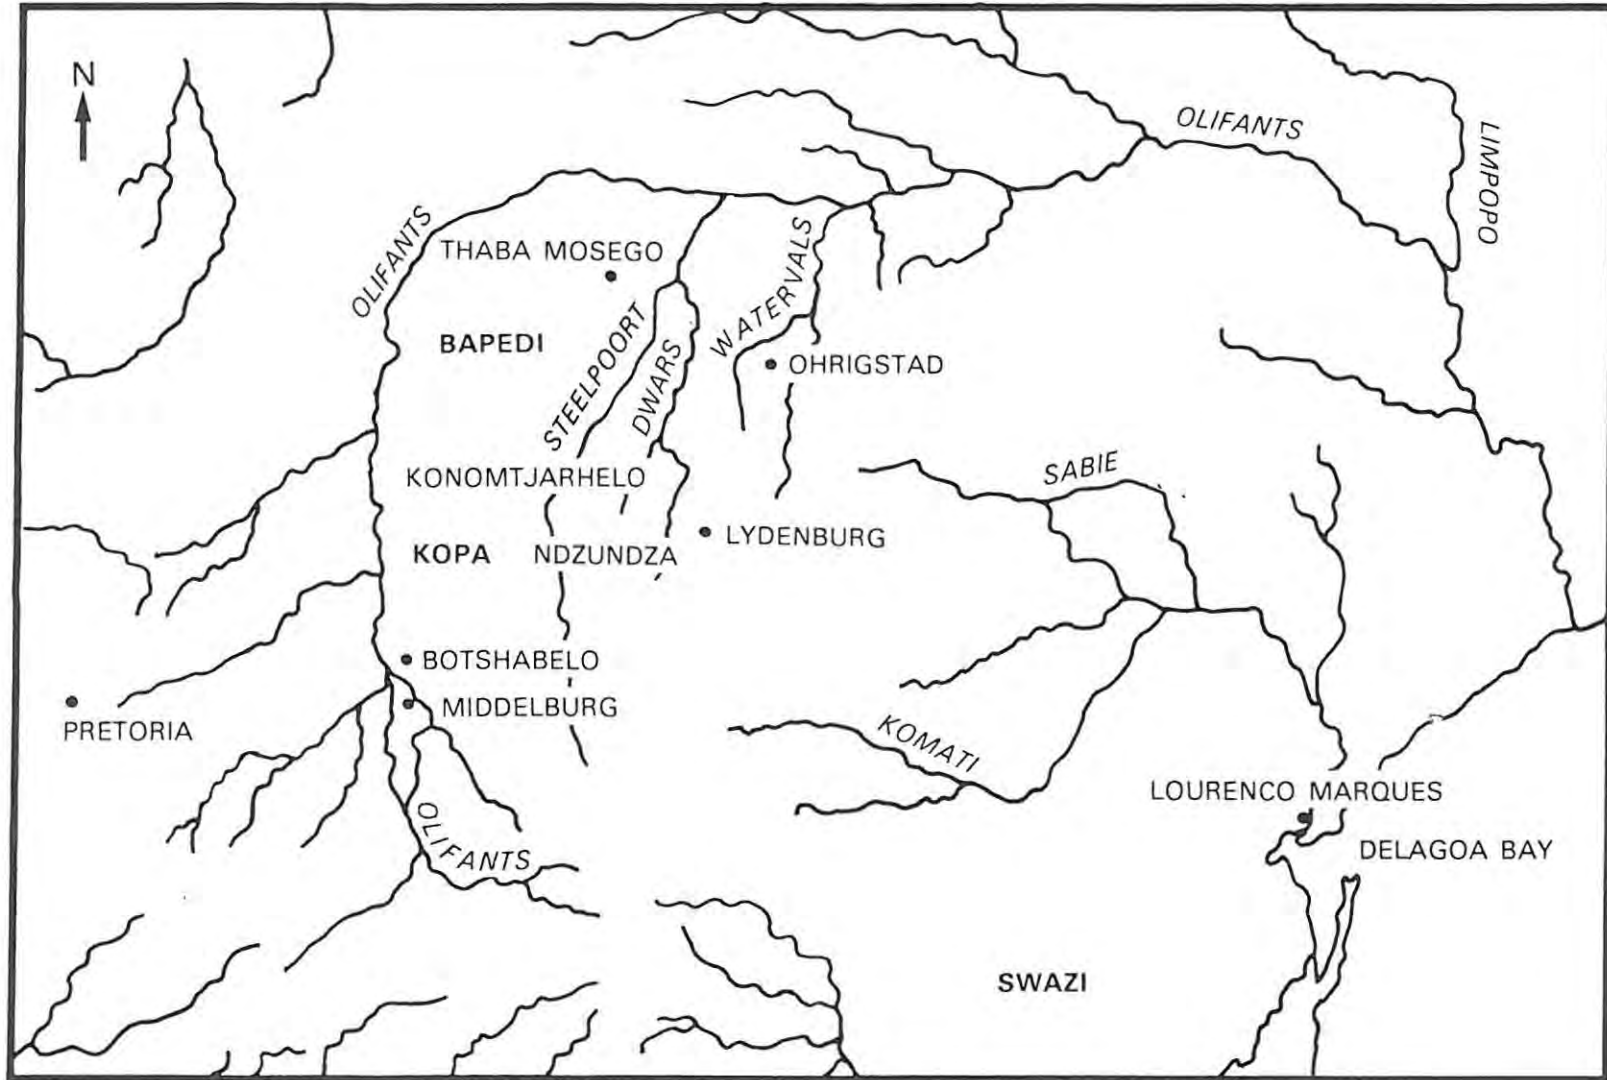 N
OLIFANTS
LIMPOPO
OLIFANTS
THABA MOSEGO
WATERVALS
BAPEDI
STEELPOORT
DWARS
OHRIGSTAD
KONOMTJARHELO
SABIE
KOPA
NDZUNDZA
LYDENBURG
BOTSHABELO
MIDDELBURG
PRETORIA
KOMATI
LOURENCO MARQUES
OLIFANTS
DELAGOA BAY
SWAZI